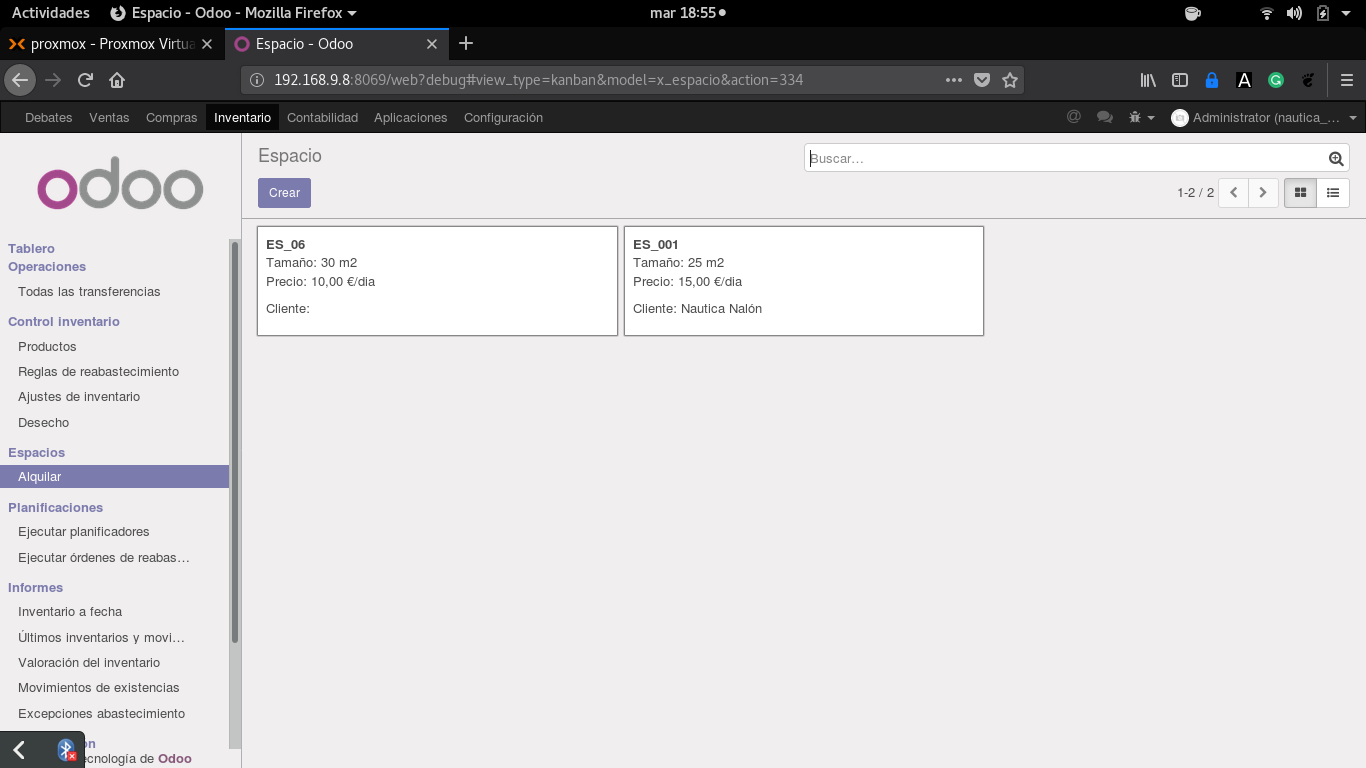 Actividades
Espacio - Odoo - Mozilla Firefox
mar 18:55
proxmox - Proxmox Virtua
Espacio - Odoo
192.168.9.8:8069/web?debug#view_type=kanban&model=x_espacio&action=334
Debates Ventas Compras Inventario Contabilidad Aplicaciones Configuración
@ Administrator (nautica_...
odoo
Espacio
Buscar...
Crear
1-2 / 2
Tablero
Operaciones
Todas las transferencias
Control inventario
Productos
Reglas de reabastecimiento
Ajustes de inventario
Desecho
Espacios
Alquilar
Planificaciones
Ejecutar planificadores
Ejecutar órdenes de reabas...
Informes
Inventario a fecha
Últimos inventarios y movi...
Valoración del inventario
Movimientos de existencias
Excepciones abastecimiento
ón
ecnología de Odoo
ES_06
Tamaño: 30 m2
Precio: 10,00 €/dia
Cliente:
ES_001
Tamaño: 25 m2
Precio: 15,00 €/dia
Cliente: Nautica Nalón